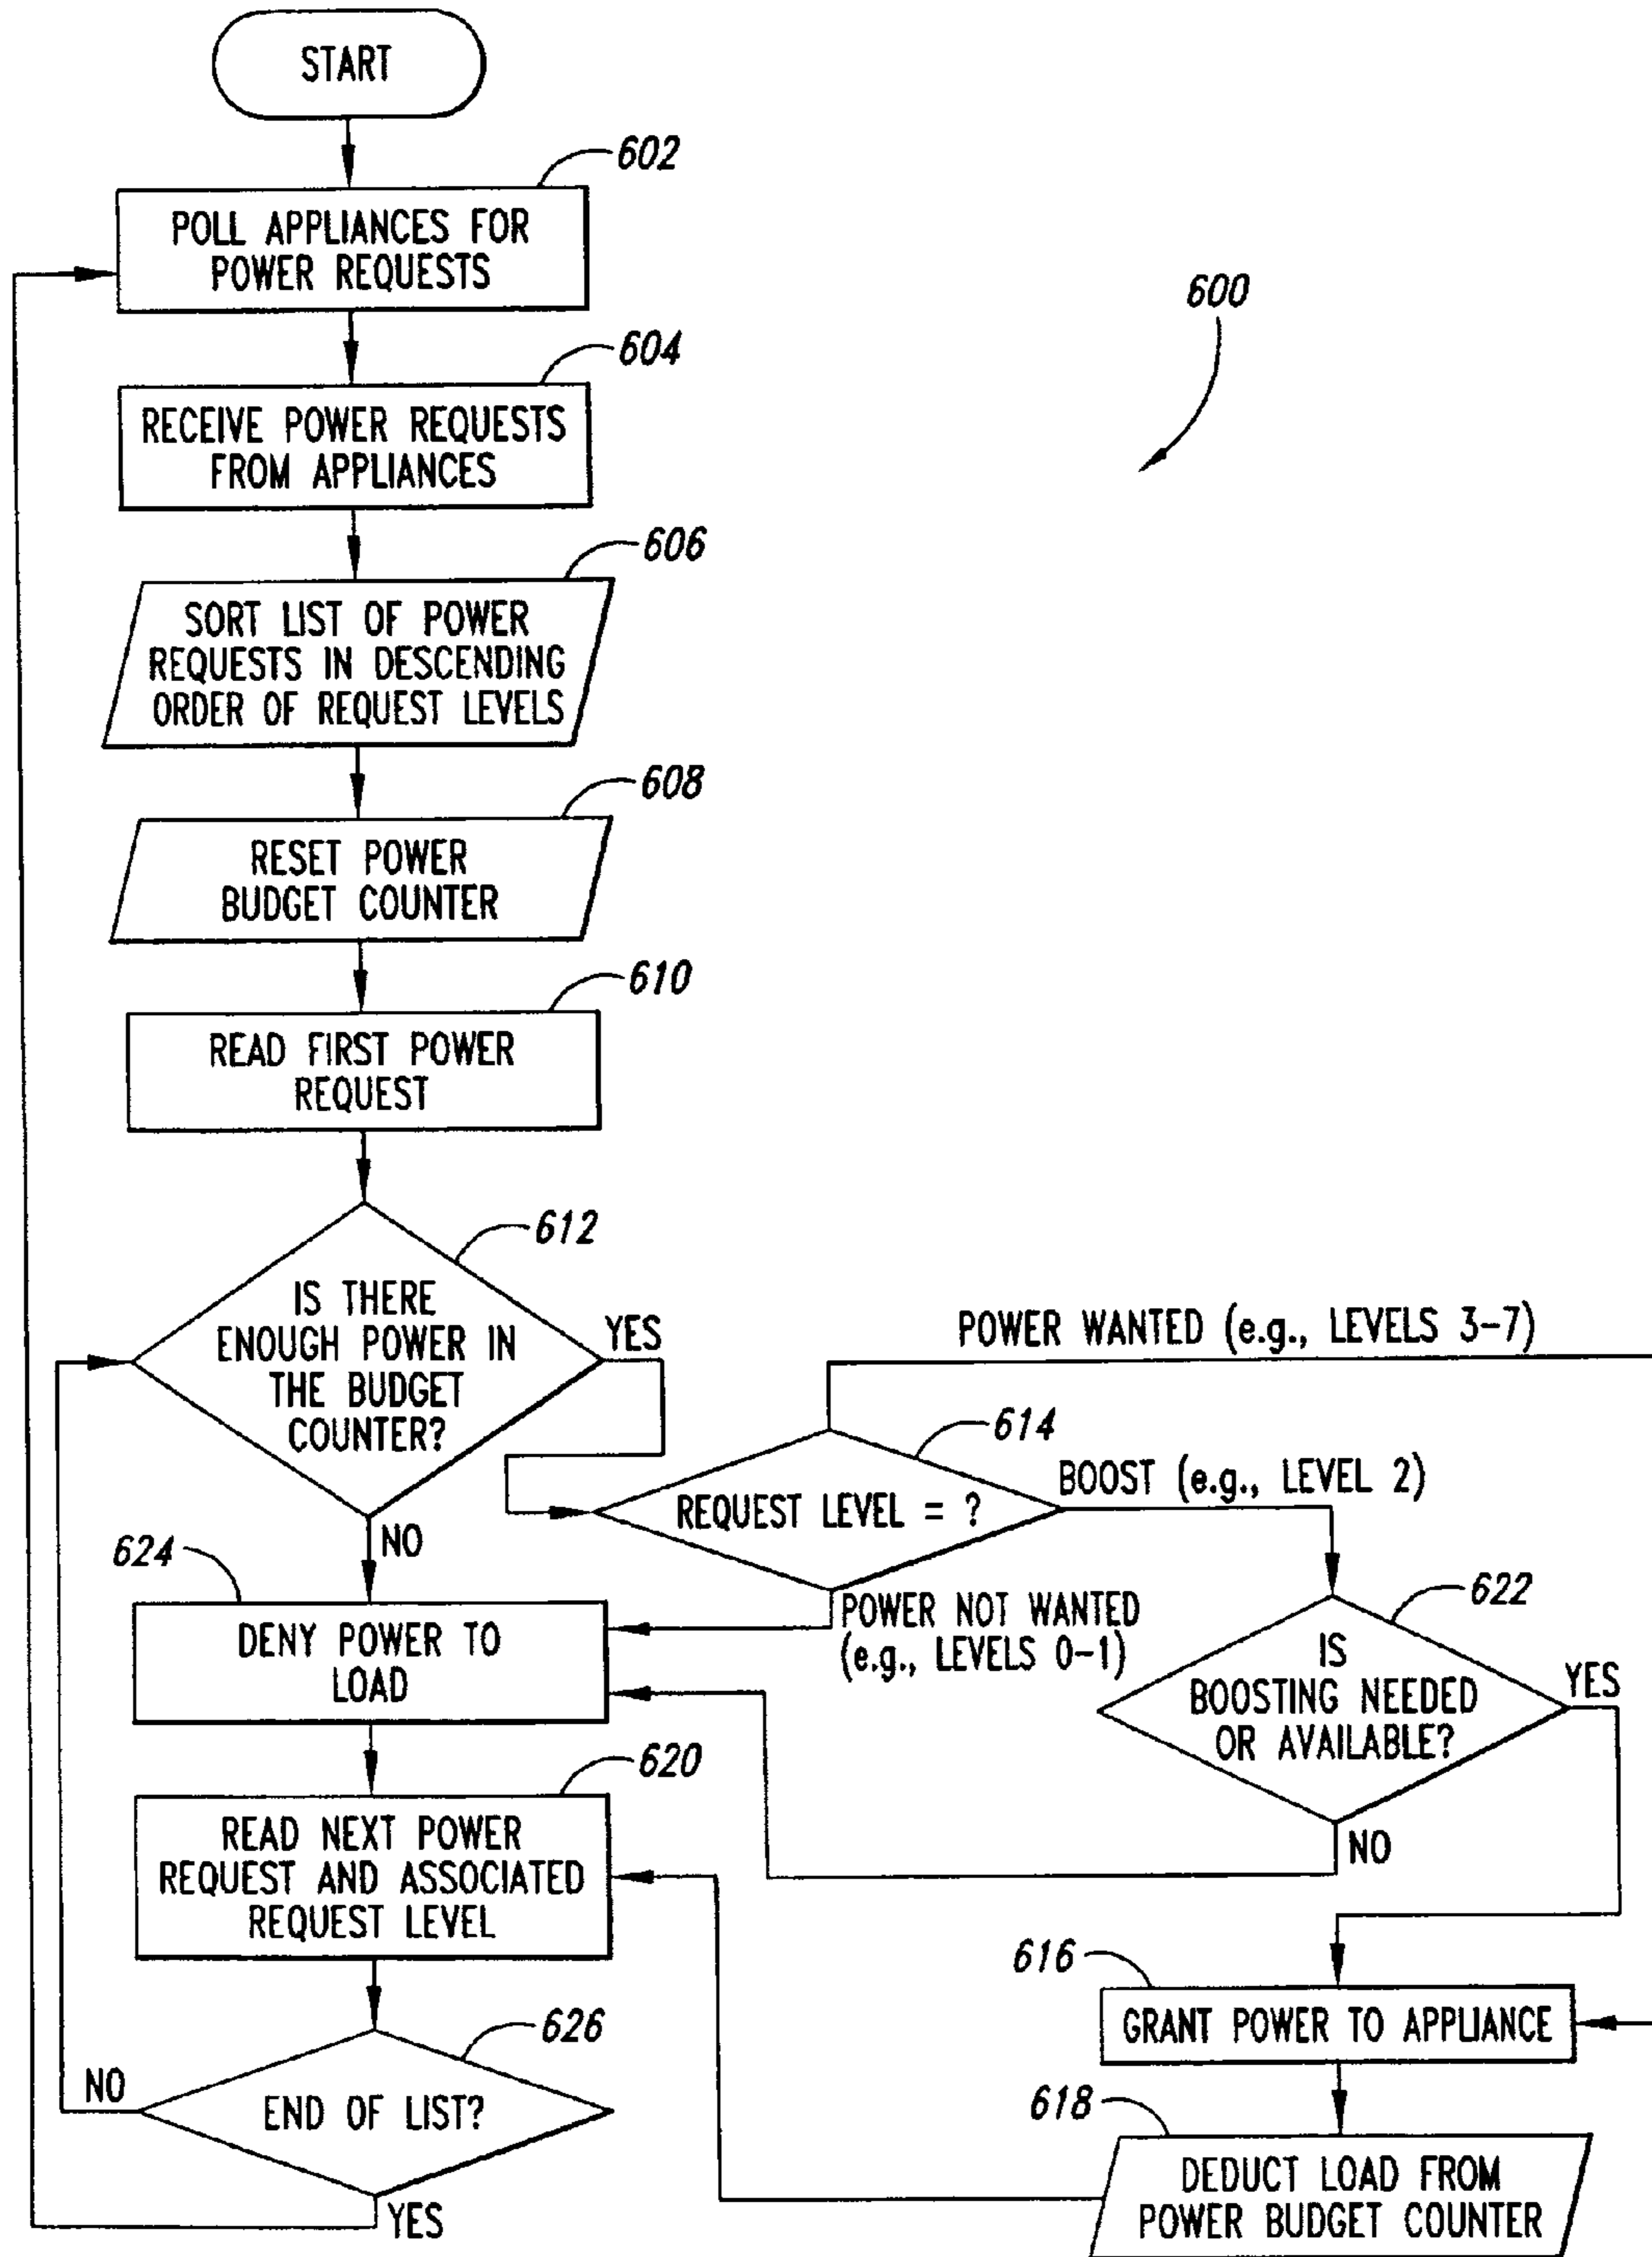 START
602
POLL APPLIANCES FOR
POWER REQUESTS
600
604
RECEIVE POWER REQUESTS
FROM APPLIANCES
606
SORT LIST OF POWER
REQUESTS IN DESCENDING
ORDER OF REQUEST LEVELS
608
RESET POWER
BUDGET COUNTER
610
READ FIRST POWER
REQUEST
612
IS THERE
ENOUGH POWER IN
THE BUDGET
COUNTER?
YES
NO
POWER WANTED (e.g., LEVELS 3-7)
614
REQUEST LEVEL = ?
BOOST (e.g., LEVEL 2)
POWER NOT WANTED
(e.g., LEVELS 0-1)
622
IS
BOOSTING NEEDED
OR AVAILABLE?
YES
NO
624
DENY POWER TO
LOAD
620
READ NEXT POWER
REQUEST AND ASSOCIATED
REQUEST LEVEL
616
GRANT POWER TO APPLIANCE
626
END OF LIST?
NO
YES
618
DEDUCT LOAD FROM
POWER BUDGET COUNTER